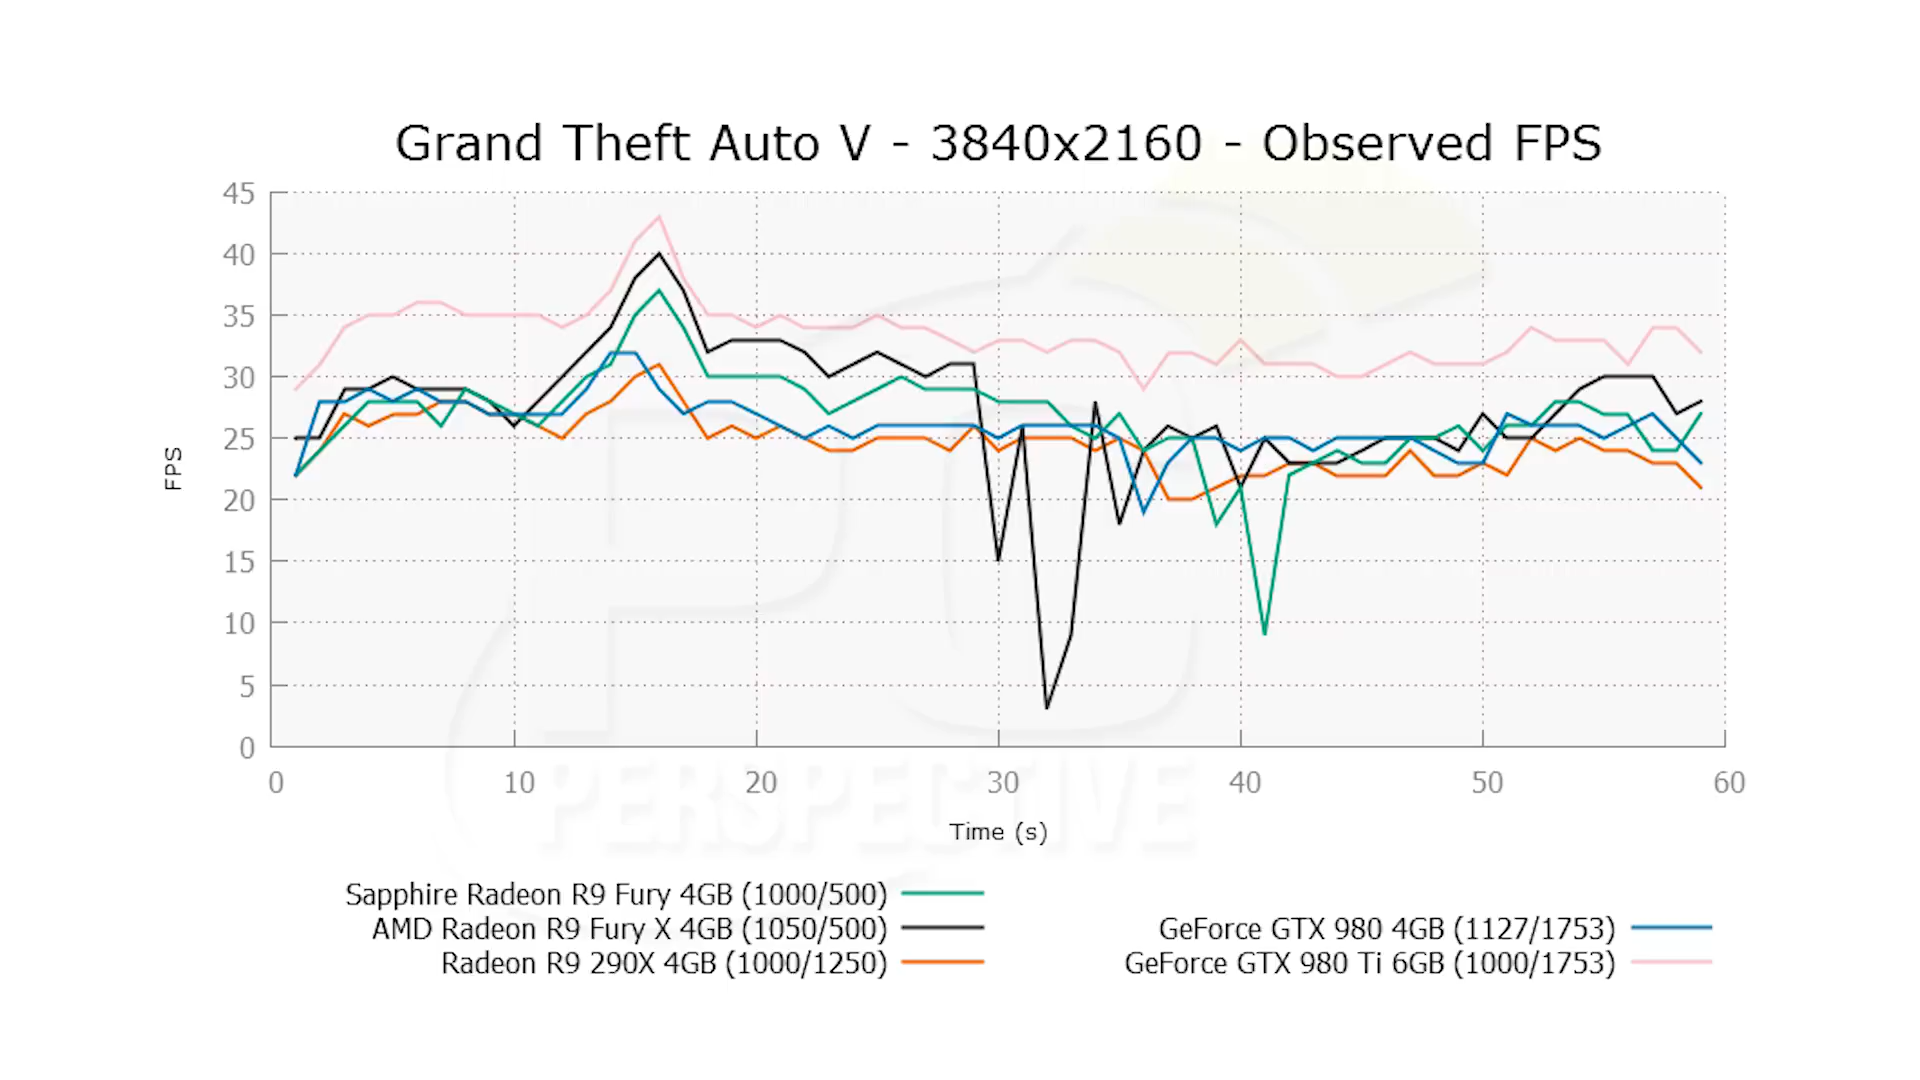 Grand Theft Auto V - 3840x2160 - Observed FPS
45
40
35
30
25
20
15
10
5
0
FPS
0 10 20 30 40 50 60
Time (s)
PC
PERSPECTIVE
Sapphire Radeon R9 Fury 4GB (1000/500)
AMD Radeon R9 Fury X 4GB (1050/500)
Radeon R9 290X 4GB (1000/1250)
GeForce GTX 980 4GB (1127/1753)
GeForce GTX 980 Ti 6GB (1000/1753)